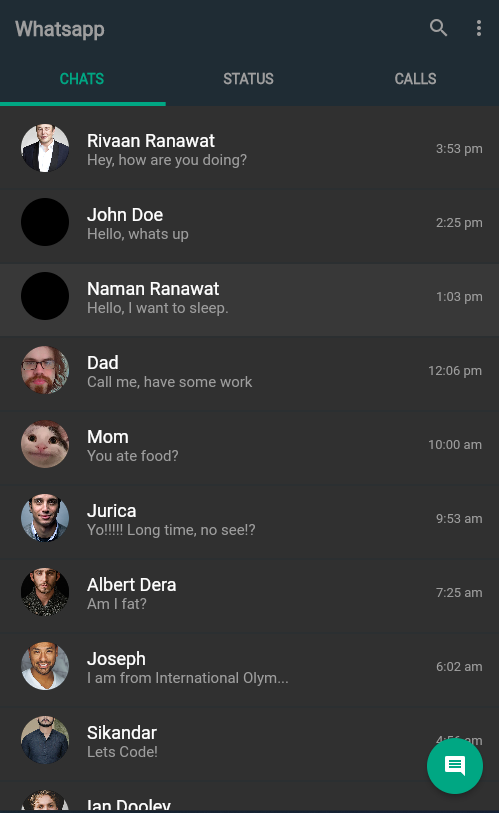 Whatsapp
CHATS STATUS CALLS
Rivaan Ranawat
Hey, how are you doing?
3:53 pm
John Doe
Hello, whats up
2:25 pm
Naman Ranawat
Hello, I want to sleep.
1:03 pm
Dad
Call me, have some work
12:06 pm
Mom
You ate food?
10:00 am
Jurica
Yo!!!!! Long time, no see!?
9:53 am
Albert Dera
Am I fat?
7:25 am
Joseph
I am from International Olym...
6:02 am
Sikandar
Lets Code!
am
Ian Dooley